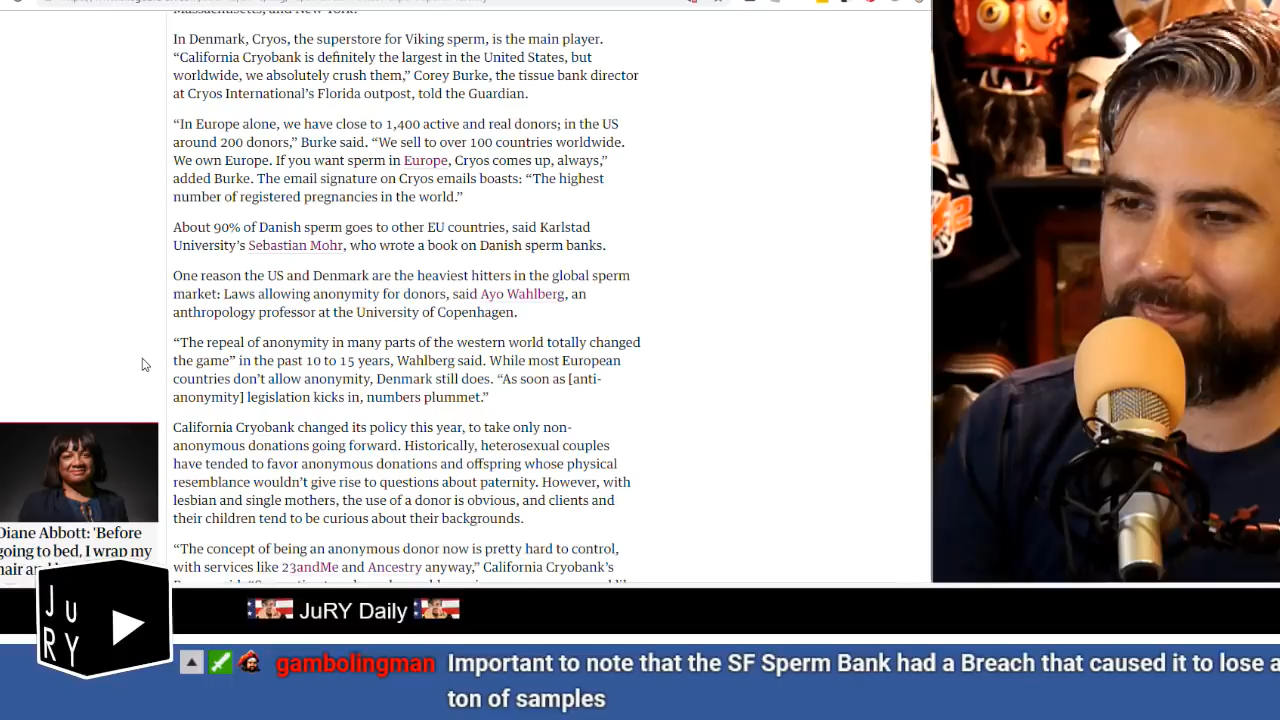 Massachusetts, and New York.
In Denmark, Cryos, the superstore for Viking sperm, is the main player.
“California Cryobank is definitely the largest in the United States, but
worldwide, we absolutely crush them,” Corey Burke, the tissue bank director
at Cryos International’s Florida outpost, told the Guardian.
“In Europe alone, we have close to 1,400 active and real donors; in the US
around 200 donors,” Burke said. “We sell to over 100 countries worldwide.
We own Europe. If you want sperm in Europe, Cryos comes up, always,”
added Burke. The email signature on Cryos emails boasts: “The highest
number of registered pregnancies in the world.”
About 90% of Danish sperm goes to other EU countries, said Karlstad
University’s Sebastian Mohr, who wrote a book on Danish sperm banks.
One reason the US and Denmark are the heaviest hitters in the global sperm
market: Laws allowing anonymity for donors, said Ayo Wahlberg, an
anthropology professor at the University of Copenhagen.
“The repeal of anonymity in many parts of the western world totally changed
the game” in the past 10 to 15 years, Wahlberg said. While most European
countries don’t allow anonymity, Denmark still does. “As soon as [anti-
anonymity] legislation kicks in, numbers plummet.”
California Cryobank changed its policy this year, to take only non-
anonymous donations going forward. Historically, heterosexual couples
have tended to favor anonymous donations and offspring whose physical
resemblance wouldn’t give rise to questions about paternity. However, with
lesbian and single mothers, the use of a donor is obvious, and clients and
their children tend to be curious about their backgrounds.
“The concept of being an anonymous donor now is pretty hard to control,
with services like 23andMe and Ancestry anyway,” California Cryobank’s
Diane Abbott: 'Before
going to bed, I wrap my
hair
JURY
JuRY Daily
gambolingman Important to note that the SF Sperm Bank had a Breach that caused it to lose a
ton of samples